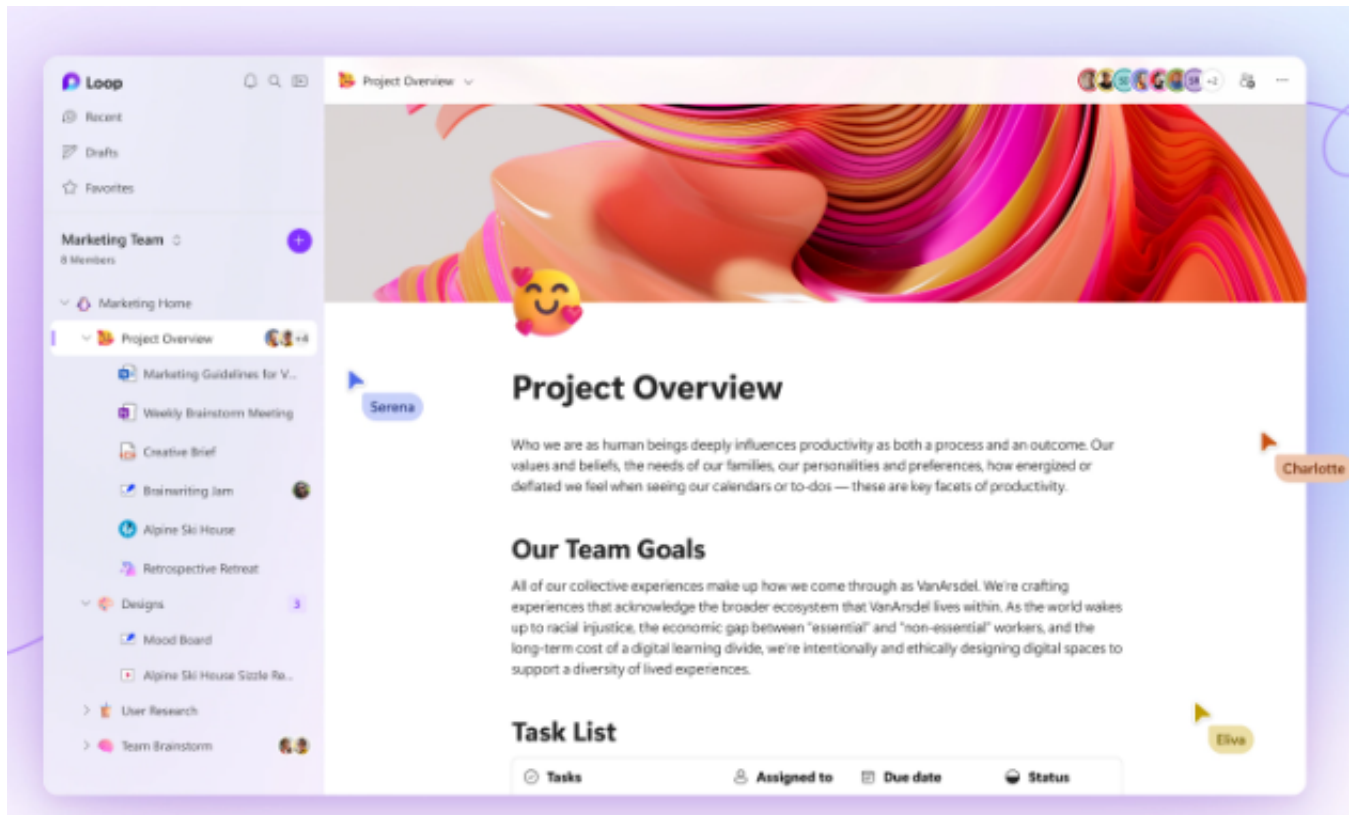 Loop
Recent
Drafts
Favorites
Marketing Team
8 Members
Marketing Home
Project Overview
+4
Marketing Guidelines for V...
Weekly Brainstorm Meeting
Creative Brief
Brainwriting Jam
Alpine Ski House
Retrospective Retreat
Designs
3
Mood Board
Alpine Ski House Sizzle Re...
User Research
Team Brainstorm
Project Overview
+2
Serena
Charlotte
Eliva
Project Overview
Who we are as human beings deeply influences productivity as both a process and an outcome. Our
values and beliefs, the needs of our families, our personalities and preferences, how energized or
deflated we feel when seeing our calendars or to-dos — these are key facets of productivity.
Our Team Goals
All of our collective experiences make up how we come through as VanArsdel. We're crafting
experiences that acknowledge the broader ecosystem that VanArsdel lives within. As the world wakes
up to racial injustice, the economic gap between "essential" and "non-essential" workers, and the
long-term cost of a digital learning divide, we're intentionally and ethically designing digital spaces to
support a diversity of lived experiences.
Task List
Tasks
Assigned to
Due date
Status